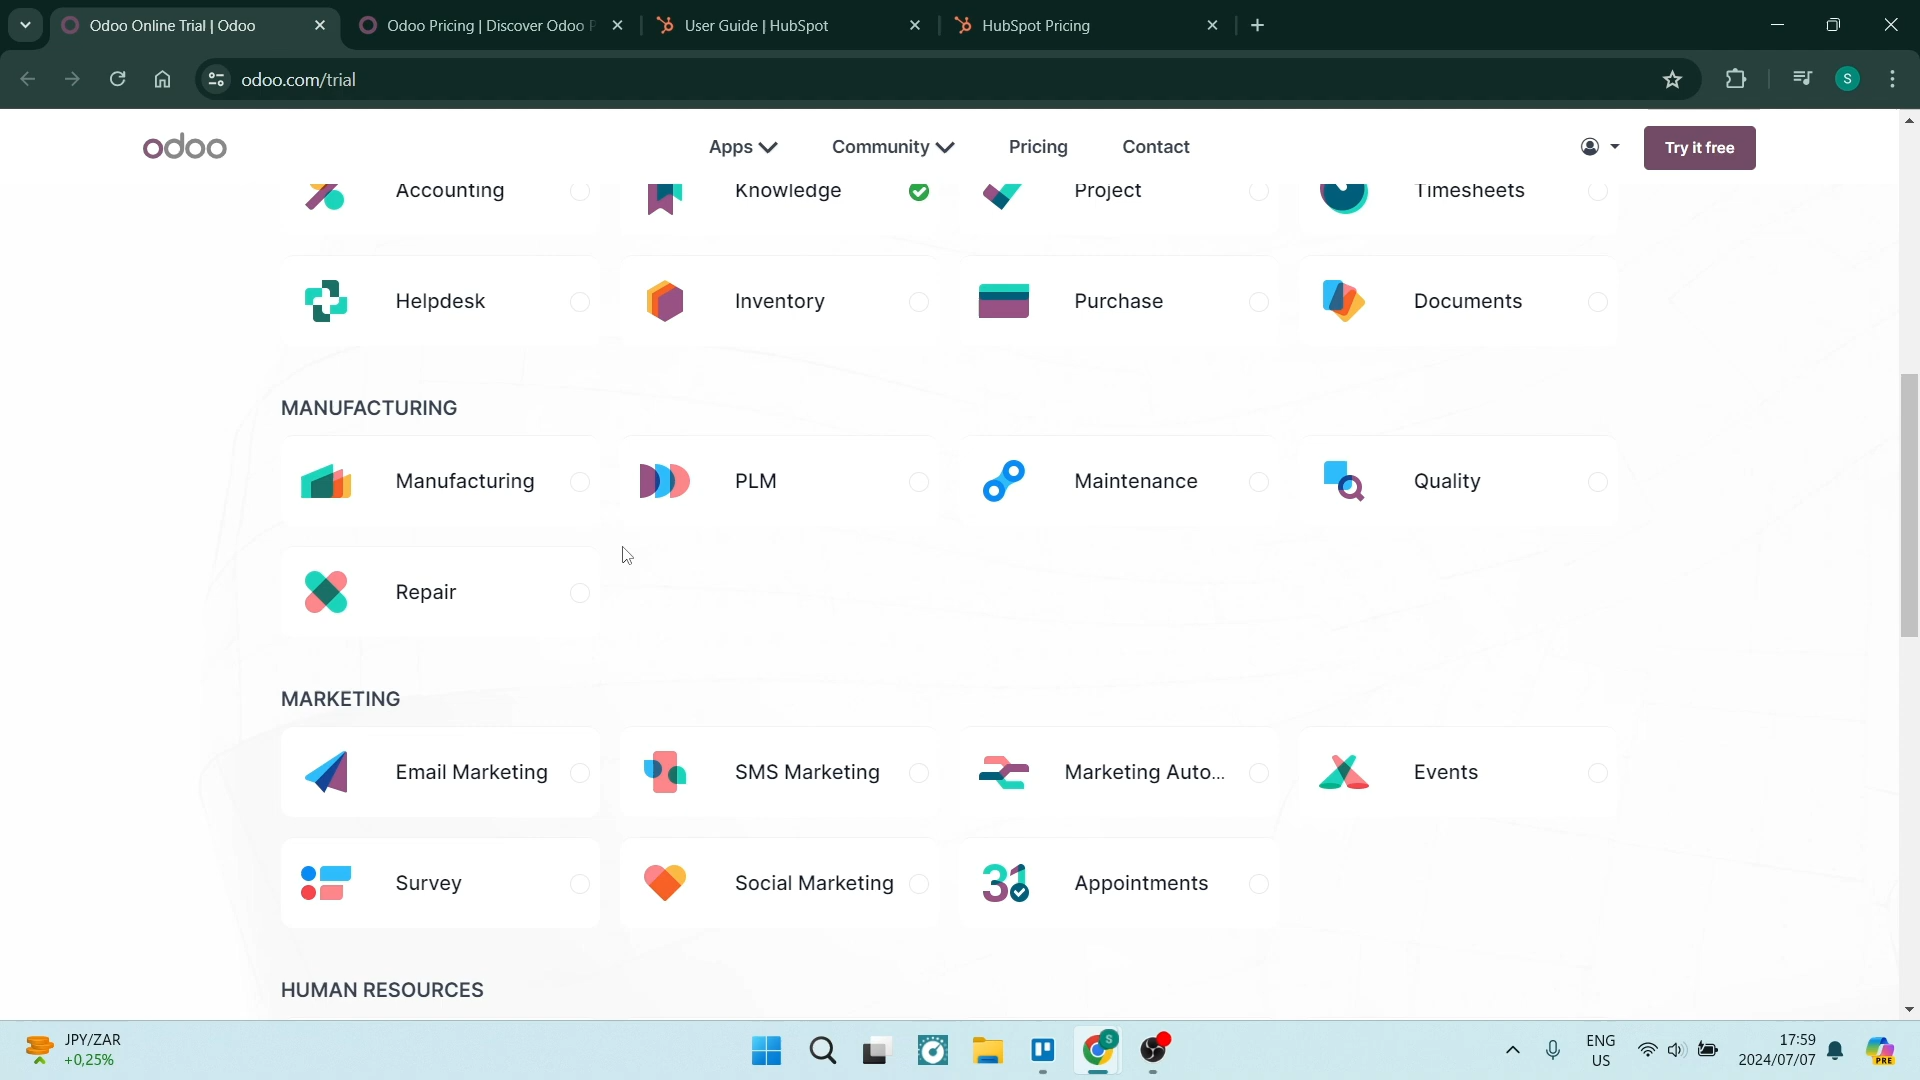 Odoo Online Trial | Odoo
Odoo Pricing | Discover Odoo P
User Guide | HubSpot
HubSpot Pricing
odoo.com/trial
S
odoo
Apps
Community
Pricing
Contact
Try it free
Accounting
Knowledge
Project
Timesheets
Helpdesk
Inventory
Purchase
Documents
MANUFACTURING
Manufacturing
PLM
Maintenance
Quality
Repair
MARKETING
Email Marketing
SMS Marketing
Marketing Auto...
Events
Survey
Social Marketing
31
Appointments
HUMAN RESOURCES
JPY/ZAR
+0,25%
S
ENG
US
17:59
2024/07/07
PRE